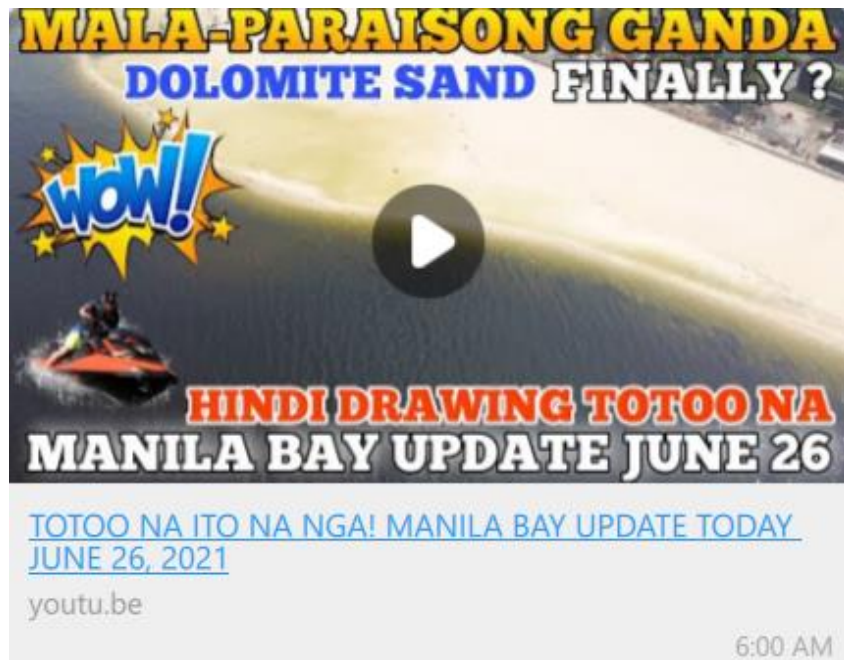 MALA-PARAISONG GANDA
DOLOMITE SAND FINALLY ?
WOW!
HINDI DRAWING TOTOO NA
MANILA BAY UPDATE JUNE 26
TOTOO NA ITO NA NGA! MANILA BAY UPDATE TODAY
JUNE 26, 2021
youtu.be
6:00 AM